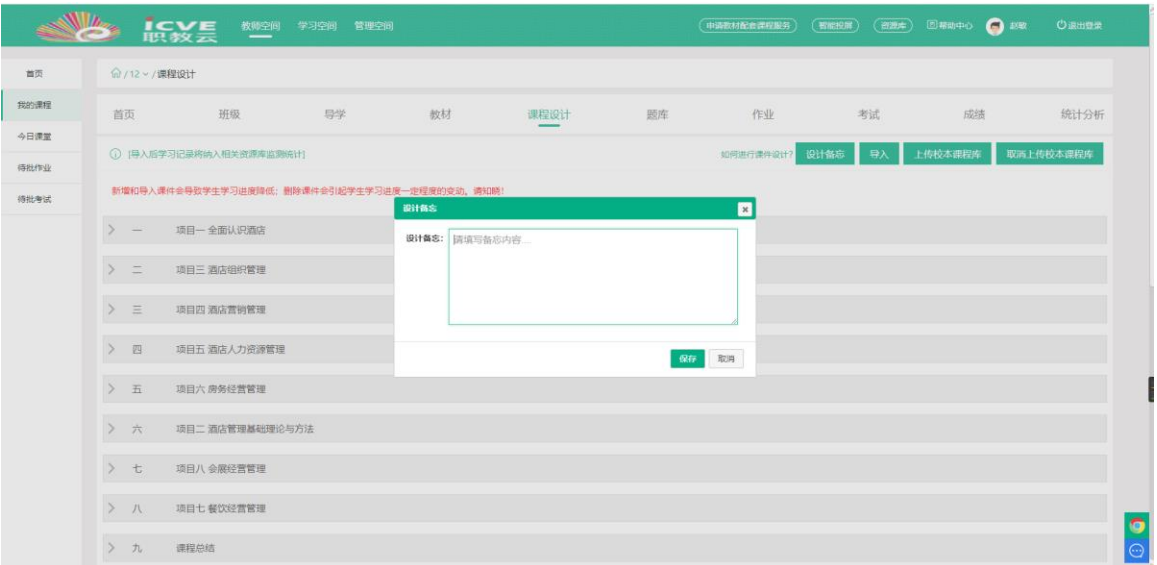 icve 职教云 教师空间 学习空间 管理空间 申请教材配套课程服务 智能投屏 资源库 帮助中心 赵敏 退出登录
首页 /12 /课程设计
我的课程 首页 班级 导学 教材 课程设计 题库 作业 考试 成绩 统计分析
今日课堂
待批作业 [导入后学习记录将纳入相关资源库监测统计] 如何进行课件设计? 设计备忘 导入 上传校本课程库 取消上传校本课程库
待批考试 新增和导入课件会导致学生学习进度降低；删除课件会引起学生学习进度一定程度的变动，请知晓!
设计备忘
设计备忘： 请填写备忘内容...
保存 取消
一 项目一 全面认识酒店
二 项目三 酒店组织管理
三 项目四 酒店营销管理
四 项目五 酒店人力资源管理
五 项目六 房务经营管理
六 项目二 酒店管理基础理论与方法
七 项目八 会展经营管理
八 项目七 餐饮经营管理
九 课程总结